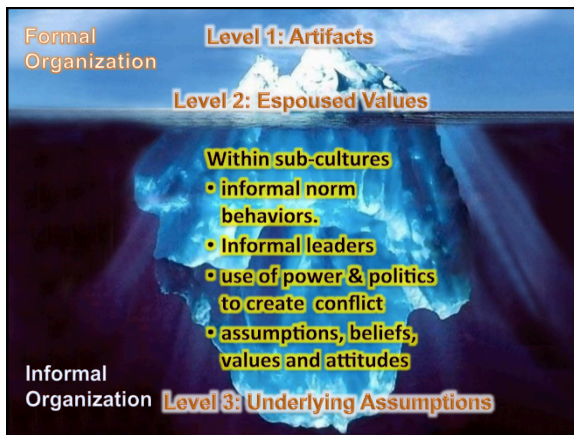 Formal
Organization
Level 1: Artifacts
Level 2: Espoused Values
Within sub-cultures
• informal norm
behaviors.
• Informal leaders
• use of power & politics
to create conflict
• assumptions, beliefs,
values and attitudes
Informal
Organization
Level 3: Underlying Assumptions